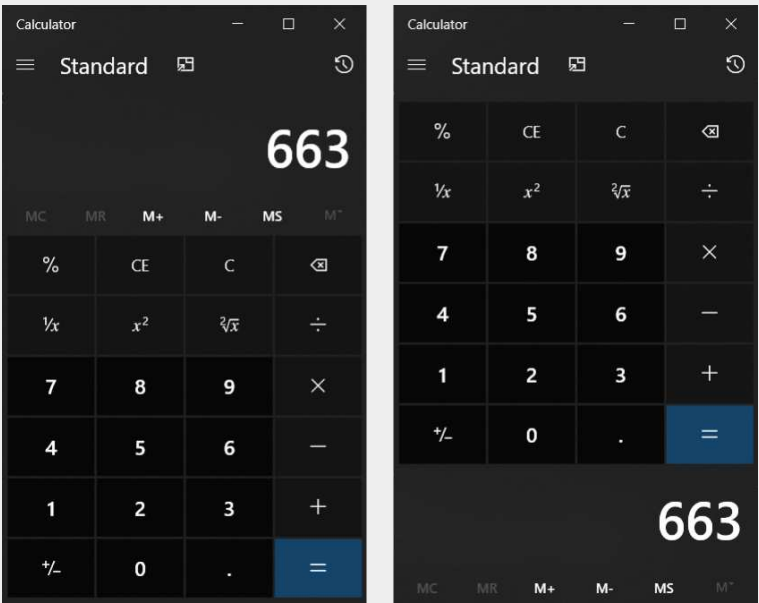 Calculator
Standard
663
MC MR M+ M- MS M˅
% CE C
¹/x x² ²√x ÷
7 8 9 ×
4 5 6 −
1 2 3 +
+/− 0 . =
Calculator
Standard
% CE C
¹/x x² ²√x ÷
7 8 9 ×
4 5 6 −
1 2 3 +
+/− 0 . =
663
MC MR M+ M- MS M˅